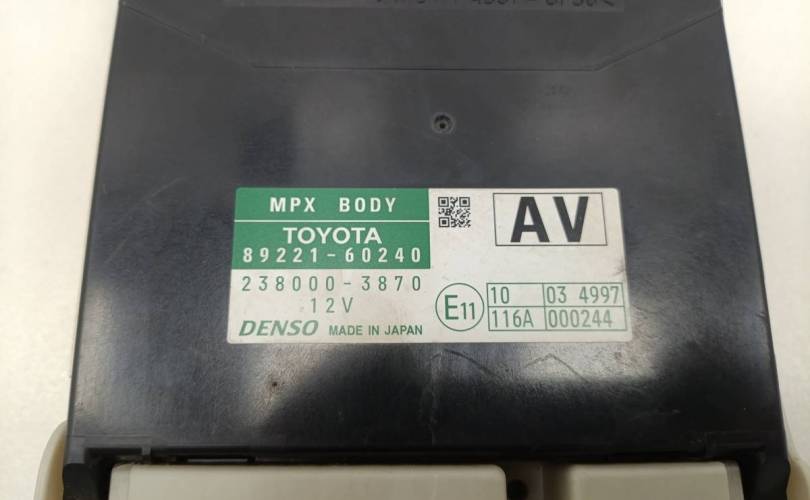 MPX BODY
TOYOTA
89221-60240
238000-3870
12V
DENSO MADE IN JAPAN
AV
E11
10 03 4997
116A 000244